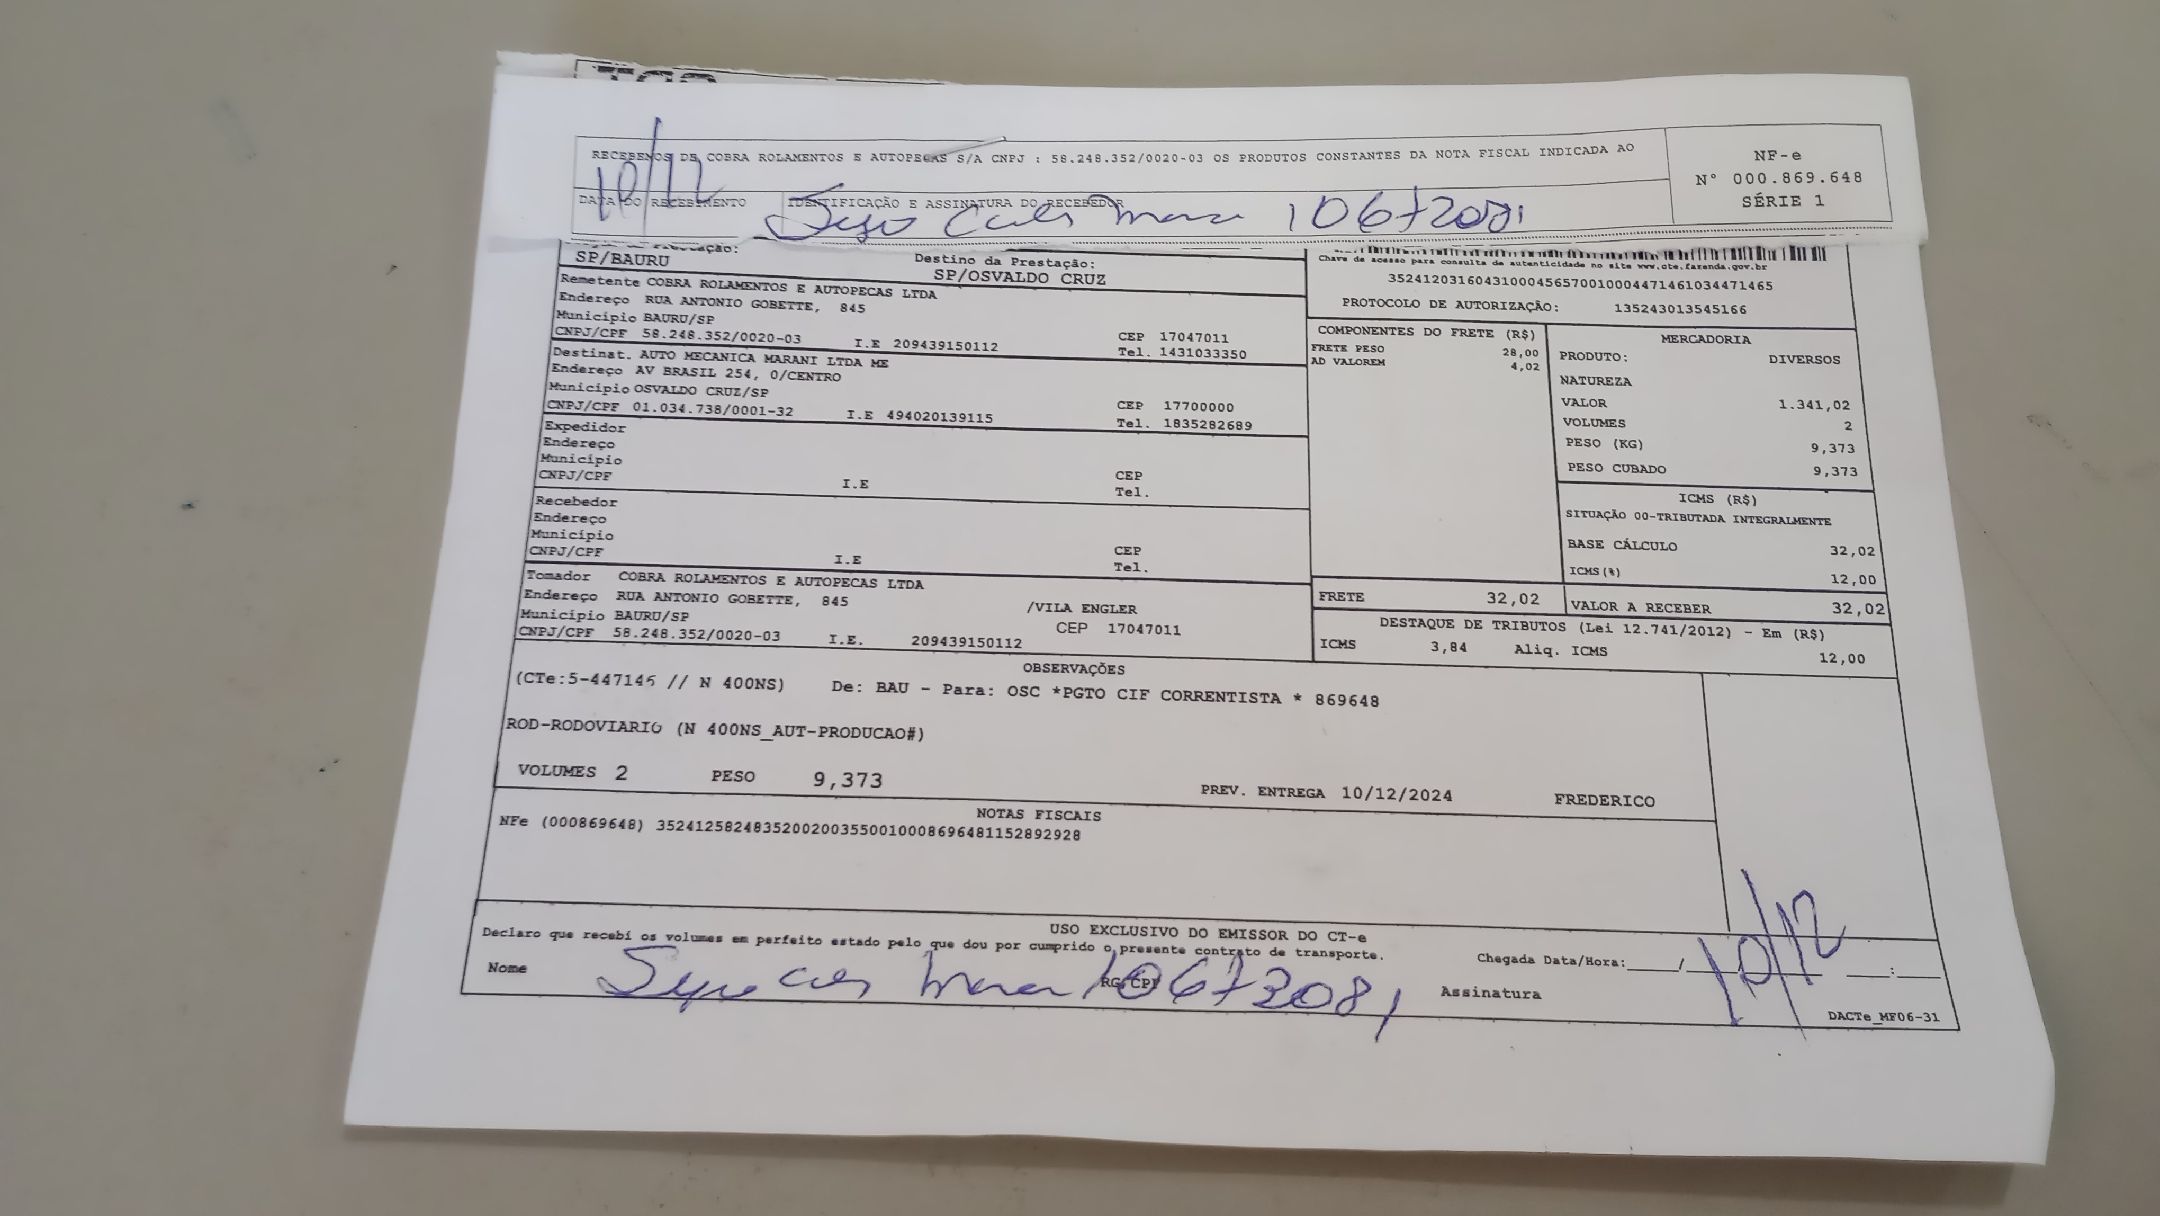 RECEBEMOS DE COBRA ROLAMENTOS E AUTOPECAS S/A CNPJ : 58.248.352/0020-03 OS PRODUTOS CONSTANTES DA NOTA FISCAL INDICADA AO
NF-e
Nº 000.869.648
SÉRIE 1
10/12
DATA DO RECEBIMENTO IDENTIFICAÇÃO E ASSINATURA DO RECEBEDOR
SP/BAURU
Destino da Prestação:
SP/OSVALDO CRUZ
Remetente COBRA ROLAMENTOS E AUTOPECAS LTDA
Endereço RUA ANTONIO GOBETTE, 845
Município BAURU/SP
CNPJ/CPF 58.248.352/0020-03 I.E 209439150112
CEP 17047011
Tel. 1431033350
Destinat. AUTO MECANICA MARANI LTDA ME
Endereço AV BRASIL 254, 0/CENTRO
Município OSVALDO CRUZ/SP
CNPJ/CPF 01.034.738/0001-32 I.E 494020139115
CEP 17700000
Tel. 1835282689
Expedidor
Endereço
Município
CNPJ/CPF I.E
CEP
Tel.
Recebedor
Endereço
Município
CNPJ/CPF I.E
CEP
Tel.
Tomador COBRA ROLAMENTOS E AUTOPECAS LTDA
Endereço RUA ANTONIO GOBETTE, 845 /VILA ENGLER
Município BAURU/SP CEP 17047011
CNPJ/CPF 58.248.352/0020-03 I.E. 209439150112
Chave de acesso para consulta de autenticidade no site www.cte.fazenda.gov.br
35241203160431000456570010004471461034471465
PROTOCOLO DE AUTORIZAÇÃO: 135243013545166
COMPONENTES DO FRETE (R$)
FRETE PESO 28,00
AD VALOREM 4,02
MERCADORIA
PRODUTO: DIVERSOS
NATUREZA
VALOR 1.341,02
VOLUMES 2
PESO (KG) 9,373
PESO CUBADO 9,373
ICMS (R$)
SITUAÇÃO 00-TRIBUTADA INTEGRALMENTE
BASE CÁLCULO 32,02
ICMS(%) 12,00
FRETE 32,02
VALOR A RECEBER 32,02
DESTAQUE DE TRIBUTOS (Lei 12.741/2012) - Em (R$)
ICMS 3,84 Aliq. ICMS 12,00
OBSERVAÇÕES
(CTe:5-447146 // N 400NS) De: BAU - Para: OSC *PGTO CIF CORRENTISTA * 869648
ROD-RODOVIARIO (N 400NS_AUT-PRODUCAO#)
VOLUMES 2 PESO 9,373
PREV. ENTREGA 10/12/2024 FREDERICO
NOTAS FISCAIS
NFe (000869648) 35241258248352002003550010008696481152892928
USO EXCLUSIVO DO EMISSOR DO CT-e
Declaro que recebi os volumes em perfeito estado pelo que dou por cumprido o presente contrato de transporte.
Chegada Data/Hora:____/____/____ ____:____
10/12
Nome RG/CPF Assinatura
DACTe_MF06-31